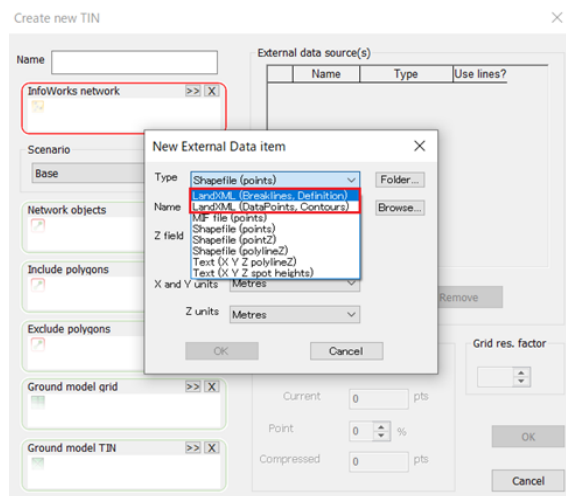 Create new TIN
Name
External data source(s)
Name Type Use lines?
InfoWorks network >> X
Scenario
Base
Network objects
Include polygons
Exclude polygons
Ground model grid >> X
Ground model TIN >> X
New External Data item
Type Shapefile (points) Folder...
LandXML (Breaklines, Definition)
Name LandXML (DataPoints, Contours) Browse...
MIF file (points)
Shapefile (points)
Z field Shapefile (pointZ)
Shapefile (polylineZ)
Text (X Y Z polylineZ)
Text (X Y Z spot heights)
X and Y units Metres
Z units Metres
OK Cancel
Remove
Grid res. factor
Current 0 pts
Point 0 %
Compressed 0 pts
OK
Cancel